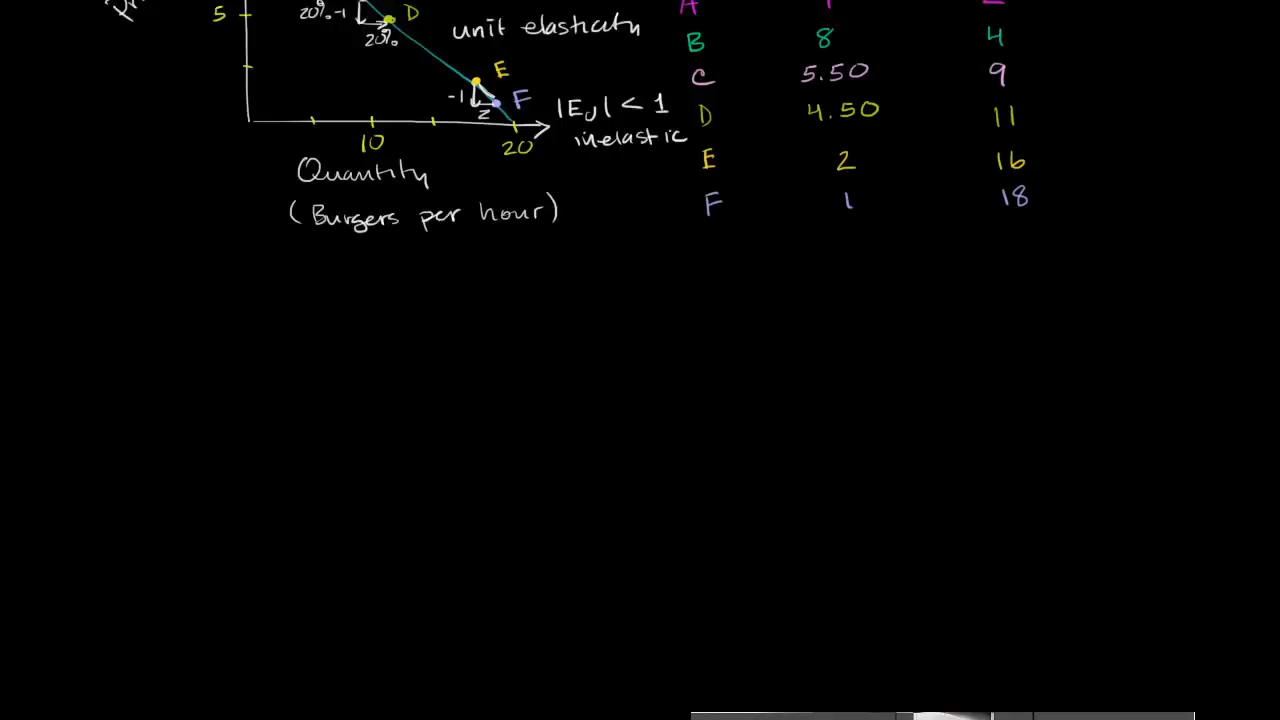 A
20% -1
5
D
20%
unit elasticity
B 8 4
E
C 5.50 9
-1
F
2
|Ed| < 1
D 4.50 11
inelastic
10
20
E 2 16
Quantity
F 1 18
(Burgers per hour)